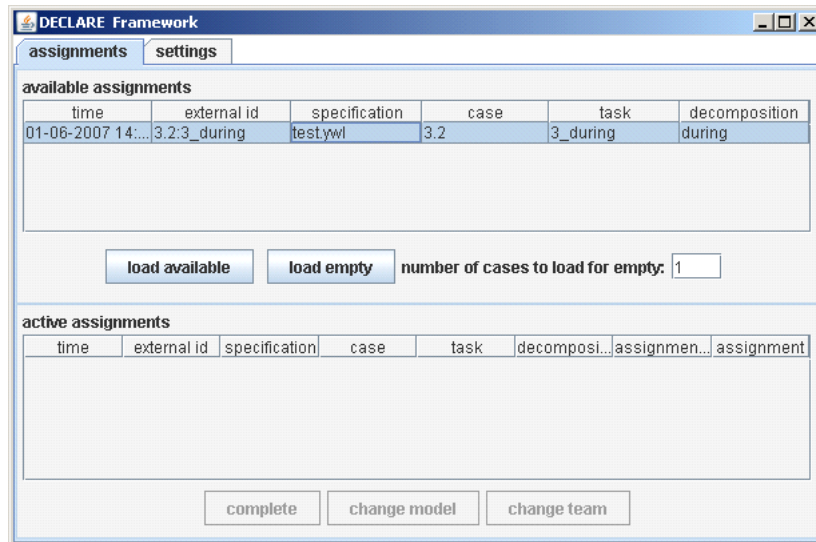 DECLARE Framework
assignments settings
available assignments
time external id specification case task decomposition
01-06-2007 14:... 3.2:3_during test.ywl 3.2 3_during during
load available load empty number of cases to load for empty: 1
active assignments
time external id specification case task decomposi... assignmen... assignment
complete change model change team